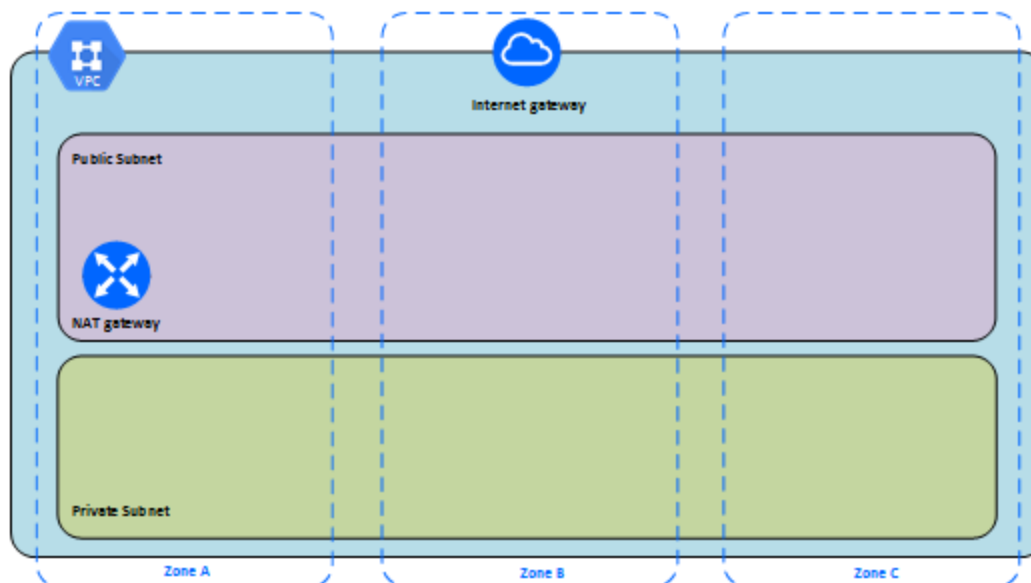 VPC
Internet gateway
Public Subnet
NAT gateway
Private Subnet
Zone A
Zone B
Zone C